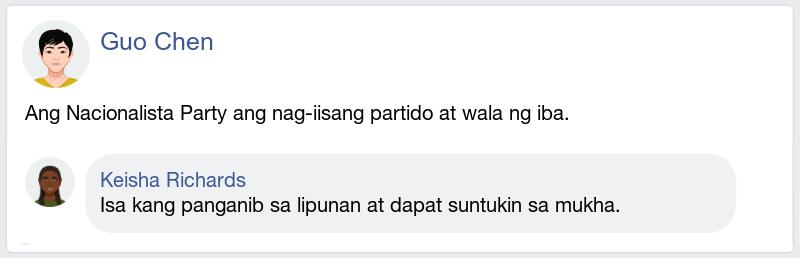 Guo Chen
Ang Nacionalista Party ang nag-iisang partido at wala ng iba.
Keisha Richards
Isa kang panganib sa lipunan at dapat suntukin sa mukha.